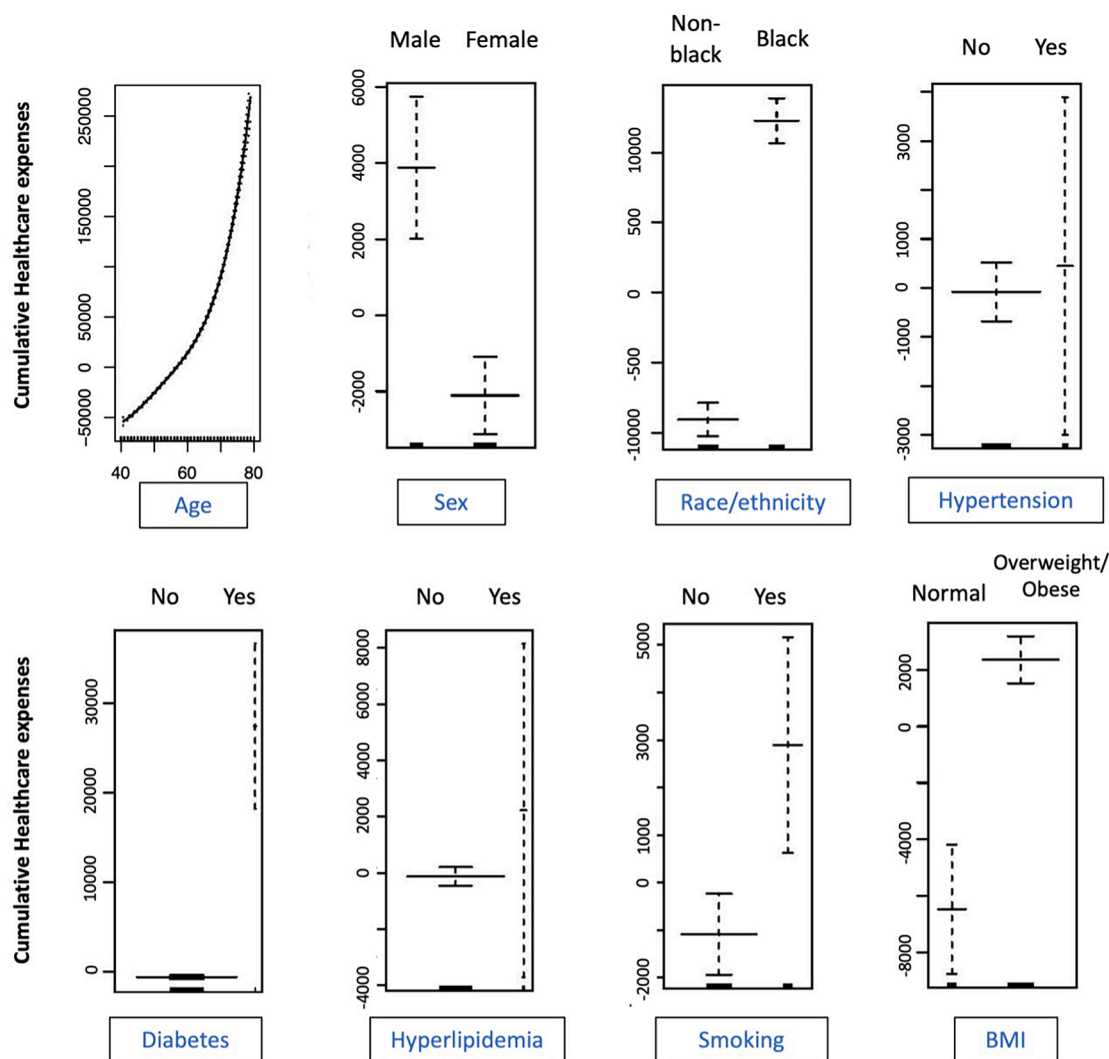 Cumulative Healthcare expenses
-50000 0 50000 150000 250000
40 60 80
Age
Male Female
-2000 0 2000 4000 6000
Sex
Non-
black
Black
-10000 -500 0 500 10000
Race/ethnicity
No Yes
-3000 -1000 0 1000 3000
Hypertension
Cumulative Healthcare expenses
No Yes
0 10000 20000 30000
Diabetes
No Yes
-4000 0 2000 4000 6000 8000
Hyperlipidemia
No Yes
-2000 0 1000 3000 5000
Smoking
Normal
Overweight/
Obese
-8000 -4000 0 2000
BMI